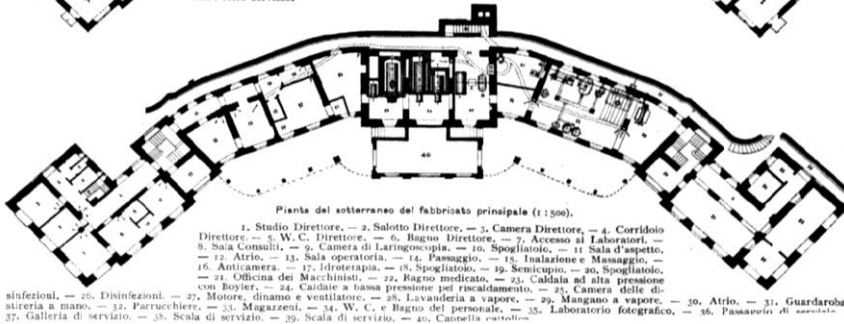 Pianta del sotterraneo del fabbricato principale (1 : 500).
1. Studio Direttore. — 2. Salotto Direttore. — 3. Camera Direttore, — 4. Corridoio
Direttore. — 5. W. C. Direttore. — 6. Bagno Direttore. — 7. Accesso ai Laboratori. —
8. Sala Consulti. — 9. Camera di Laringoscopia. — 10. Spogliatoio. — 11 Sala d'aspetto.
— 12. Atrio. — 13. Sala operatoria. — 14. Passaggio. — 15. Inalazione e Massaggio. —
16. Anticamera. — 17. Idroterapia. — 18. Spogliatoio. — 19. Semicupio. — 20. Spogliatoio.
— 21. Officina dei Macchinisti. — 22. Bagno medicato. — 23. Caldaia ad alta pressione
con Boyler. — 24. Caldaie a bassa pressione pel riscaldamento. — 25. Camera delle di-
sinfezioni. — 26. Disinfezioni. — 27. Motore, dinamo e ventilatore. — 28. Lavanderia a vapore. — 29. Mangano a vapore. — 30. Atrio. — 31. Guardaroba
stireria a mano. — 32. Parrucchiere. — 33. Magazzeni. — 34. W. C. e Bagno del personale. — 35. Laboratorio fotografico. — 36. Passaggio di servizio.
37. Galleria di servizio. — 38. Scala di servizio. — 39. Scala di servizio. — 40. Cappella cattolica.
40